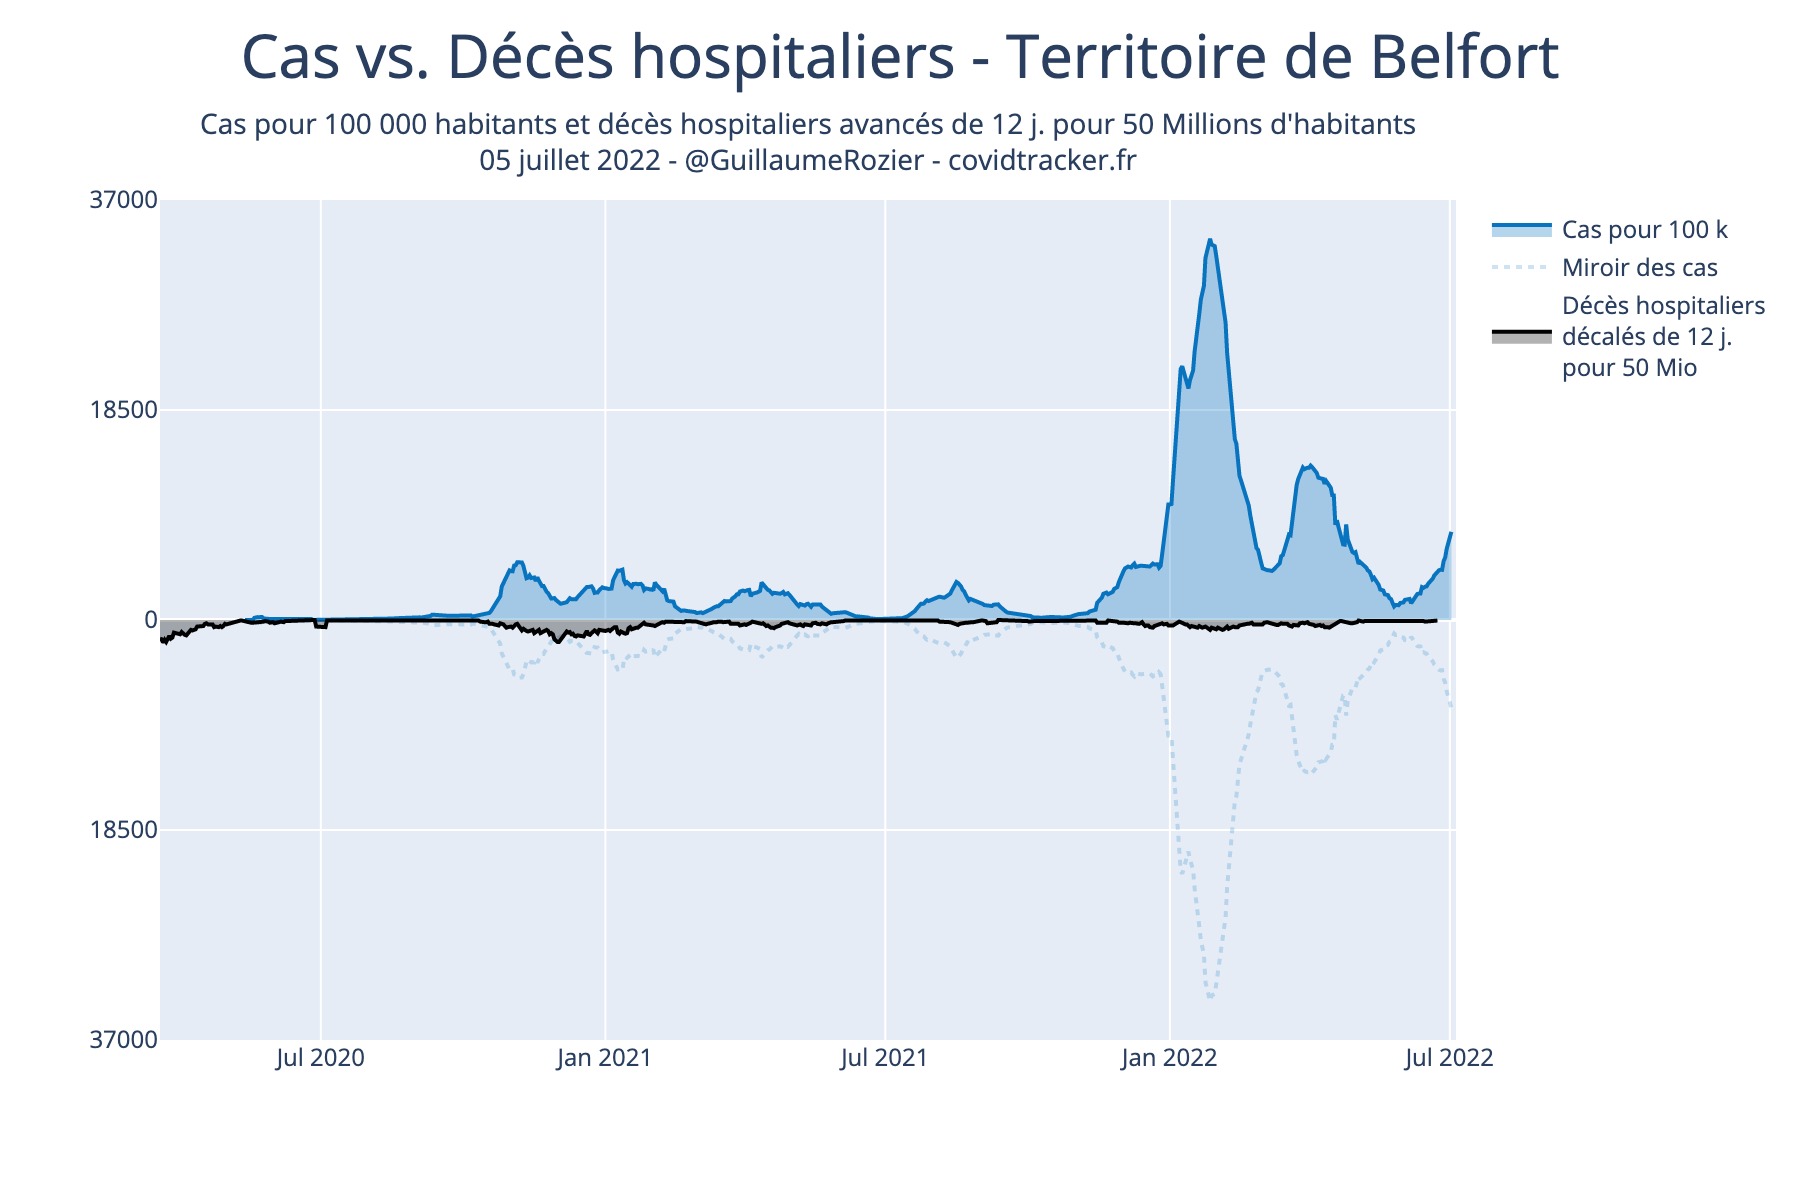 Cas vs. Décès hospitaliers - Territoire de Belfort
Cas pour 100 000 habitants et décès hospitaliers avancés de 12 j. pour 50 Millions d'habitants
05 juillet 2022 - @GuillaumeRozier - covidtracker.fr
37000
18500
0
18500
37000
Jul 2020
Jan 2021
Jul 2021
Jan 2022
Jul 2022
Cas pour 100 k
Miroir des cas
Décès hospitaliers
décalés de 12 j.
pour 50 Mio